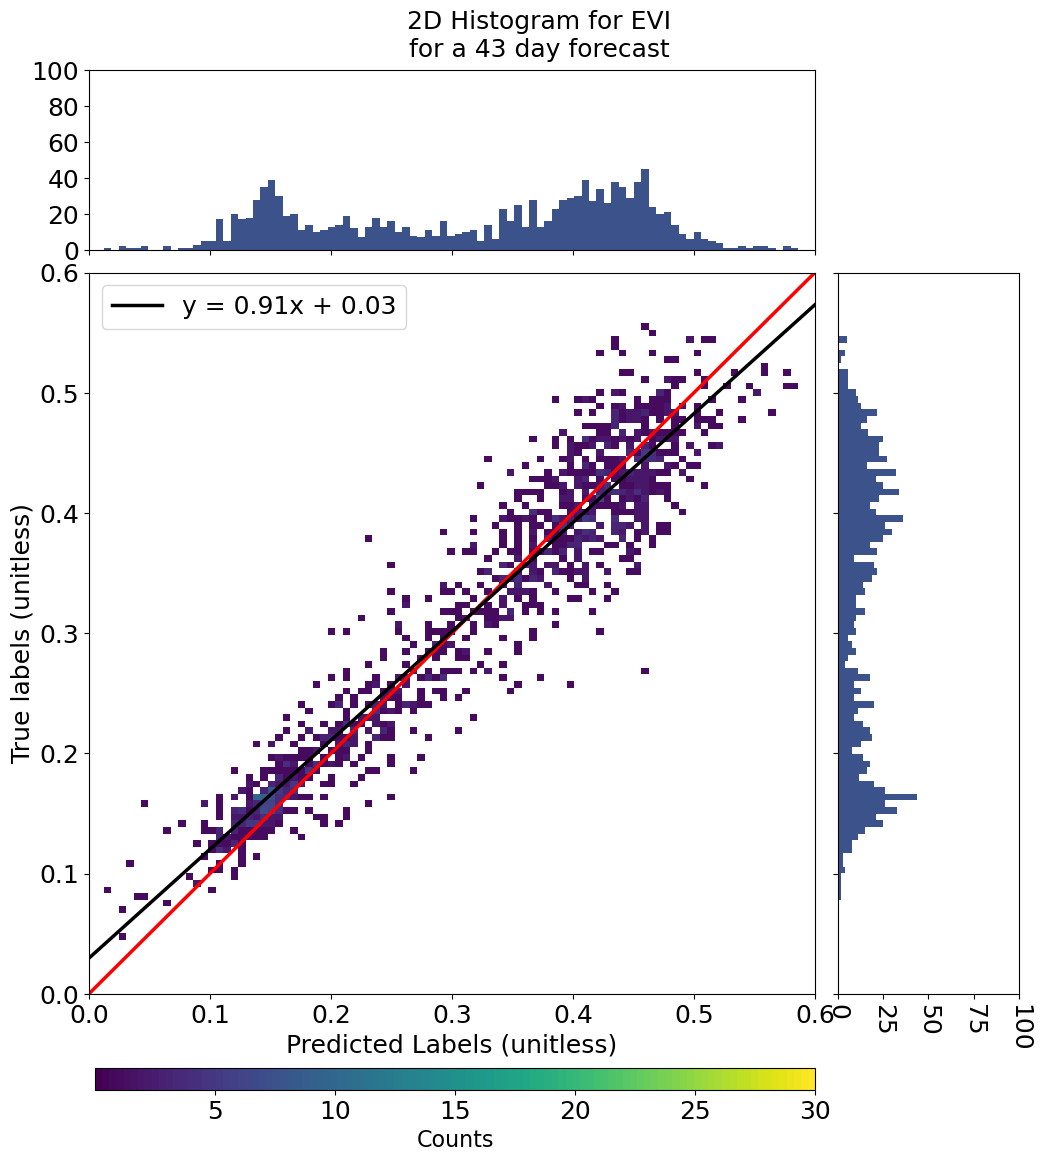 2D Histogram for EVI
for a 43 day forecast
100
80
60
40
20
0
0.6
0.5
0.4
0.3
0.2
0.1
0.0
True labels (unitless)
y = 0.91x + 0.03
0.0 0.1 0.2 0.3 0.4 0.5 0.6
Predicted Labels (unitless)
0 25 50 75 100
5 10 15 20 25 30
Counts